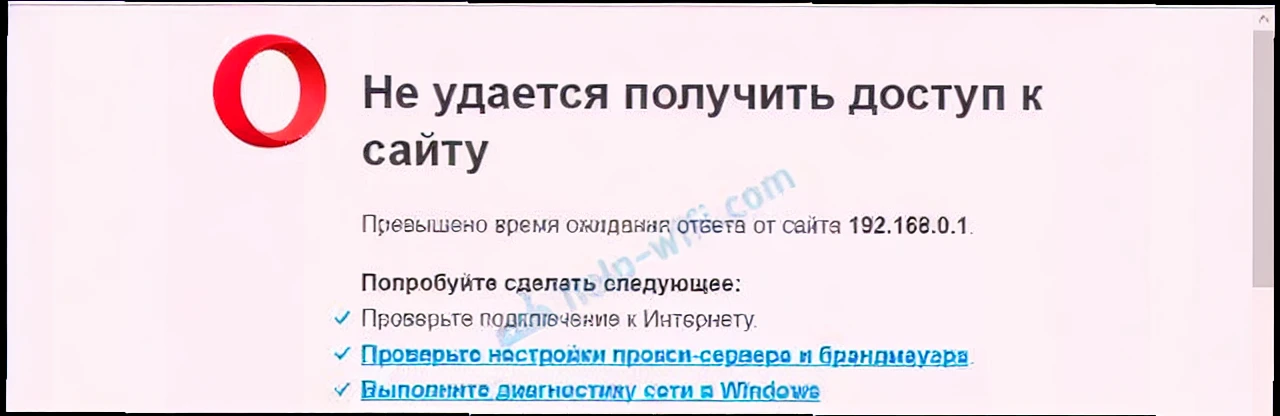 Не удается получить доступ к
сайту
Превышено время ожидания ответа от сайта 192.168.0.1.
Попробуйте сделать следующее:
Проверьте подключение к Интернету.
Проверьте настройки прокси-сервера и брандмауэра.
Выполните диагностику сети в Windows
help-wifi.com